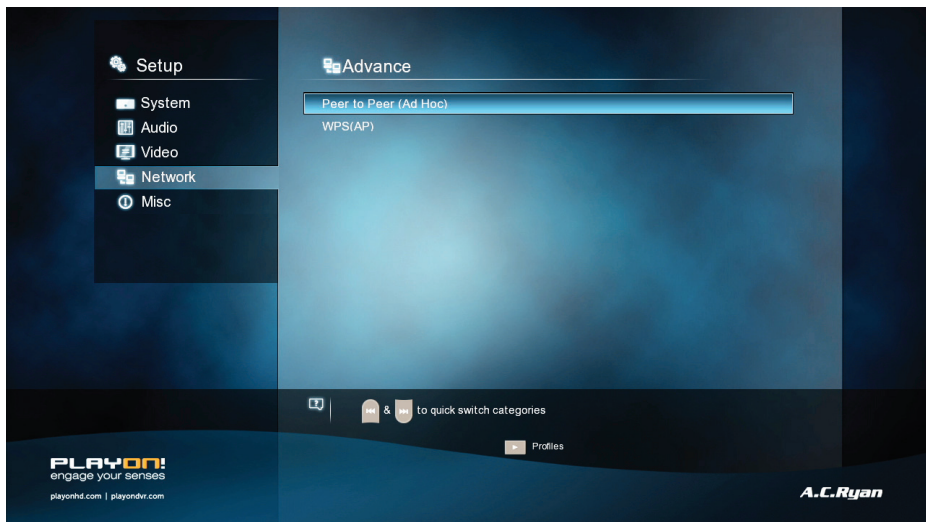 Setup
System
Audio
Video
Network
Misc
Advance
Peer to Peer (Ad Hoc)
WPS(AP)
& to quick switch categories
Profiles
PLAYON!
engage your senses
playonhd.com | playondvr.com
A.C.Ryan